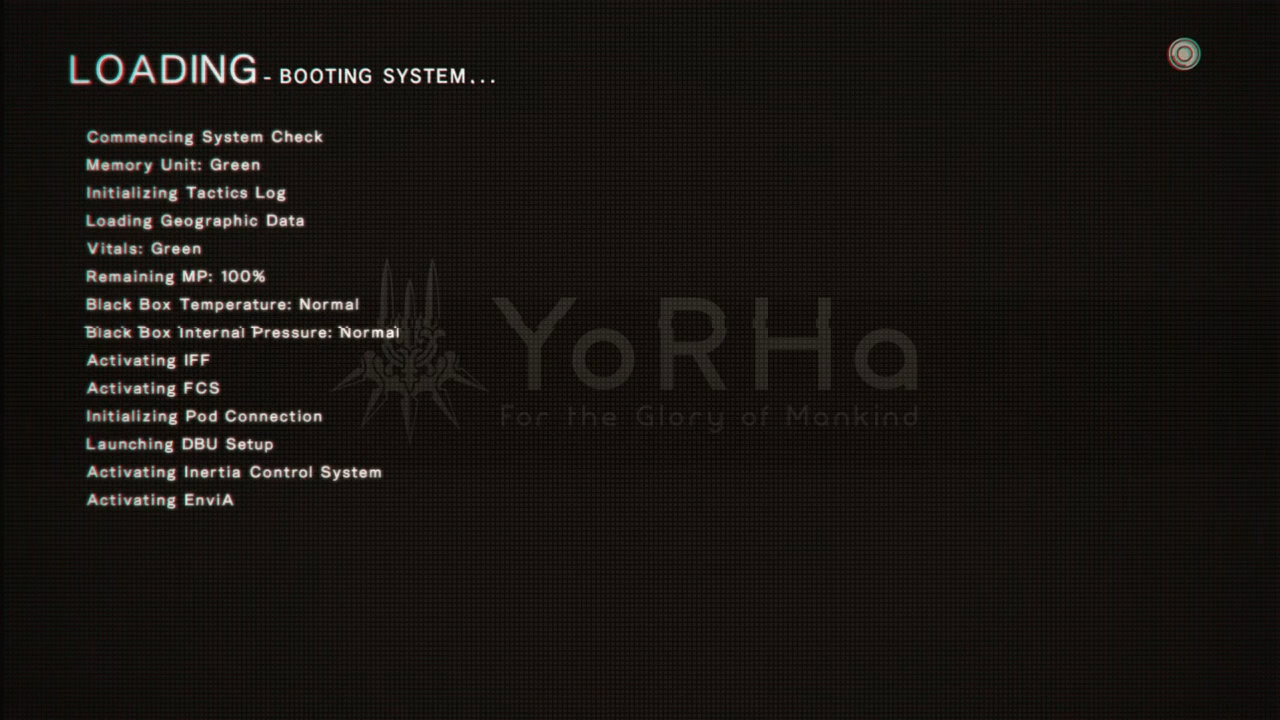 LOADING - BOOTING SYSTEM...
Commencing System Check
Memory Unit: Green
Initializing Tactics Log
Loading Geographic Data
Vitals: Green
Remaining MP: 100%
Black Box Temperature: Normal
Black Box Internal Pressure: Normal
Activating IFF
Activating FCS
Initializing Pod Connection
Launching DBU Setup
Activating Inertia Control System
Activating EnviA
YoRHa
For the Glory of Mankind